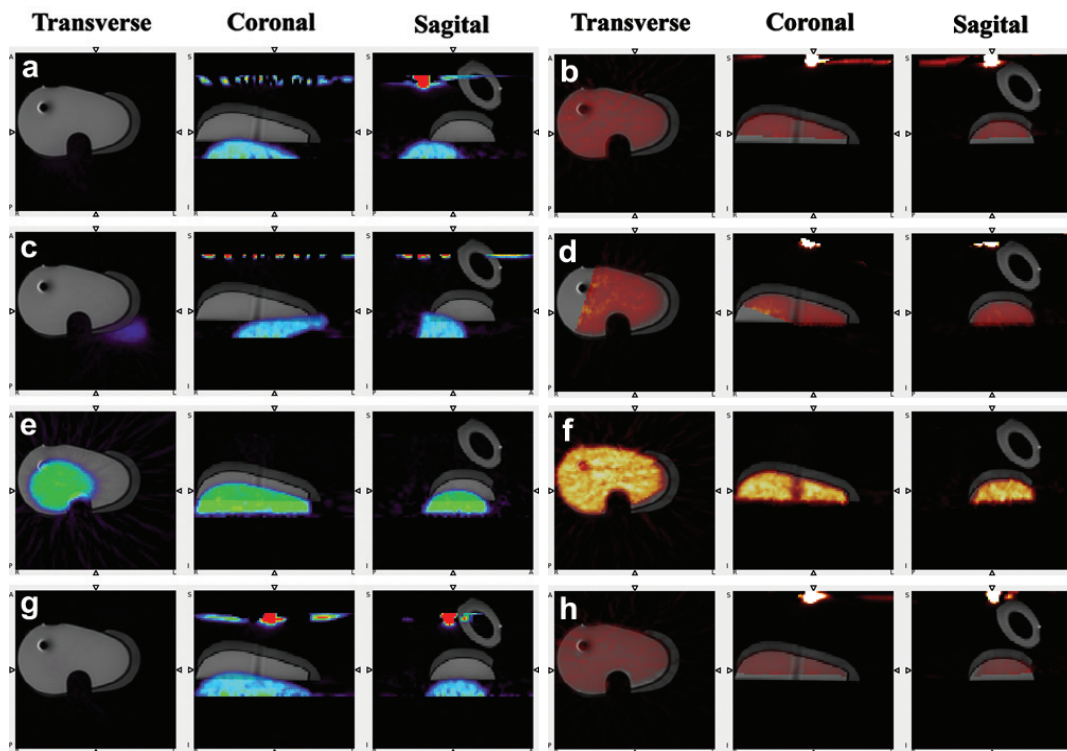 Transverse Coronal Sagital Transverse Coronal Sagital
A a S S A b S S
P I I P I I
R L R L P A R L R L P A
A c S S A d S S
P I I P I I
A e S S A f S S
P I I P I I
A g S S A h S S
P I I P I I